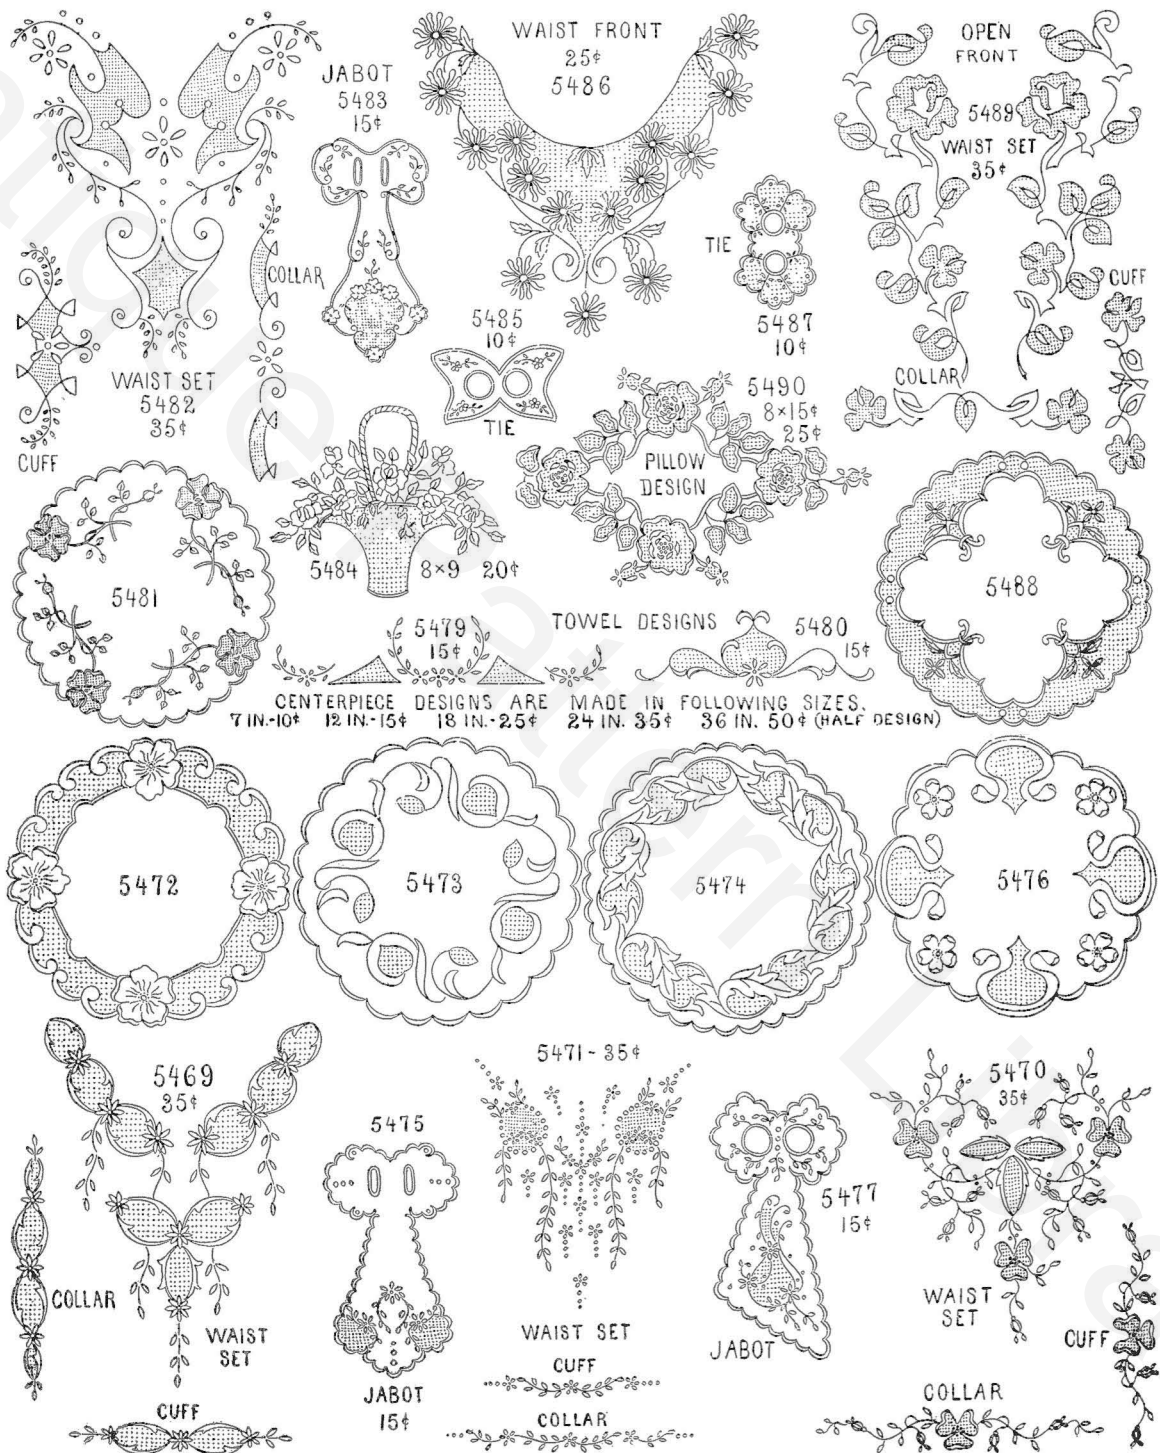 WAIST FRONT
25¢
5486
OPEN
FRONT
JABOT
5483
15¢
5489
WAIST SET
35¢
TIE
COLLAR
CUFF
5485
10¢
5487
10¢
WAIST SET
5482
35¢
TIE
COLLAR
5490
8×15¢
25¢
CUFF
PILLOW
DESIGN
5481
5484 8×9 20¢
5488
5479
15¢
TOWEL DESIGNS
5480
15¢
CENTERPIECE DESIGNS ARE MADE IN FOLLOWING SIZES.
7 IN.-10¢ 12 IN.-15¢ 18 IN.-25¢ 24 IN. 35¢ 36 IN. 50¢ (HALF DESIGN)
5472
5473
5474
5476
5469
35¢
5471-35¢
5470
35¢
5475
5477
15¢
COLLAR
WAIST
SET
WAIST SET
JABOT
WAIST
SET
CUFF
JABOT
15¢
CUFF
COLLAR
CUFF
COLLAR
Antique Pattern Library